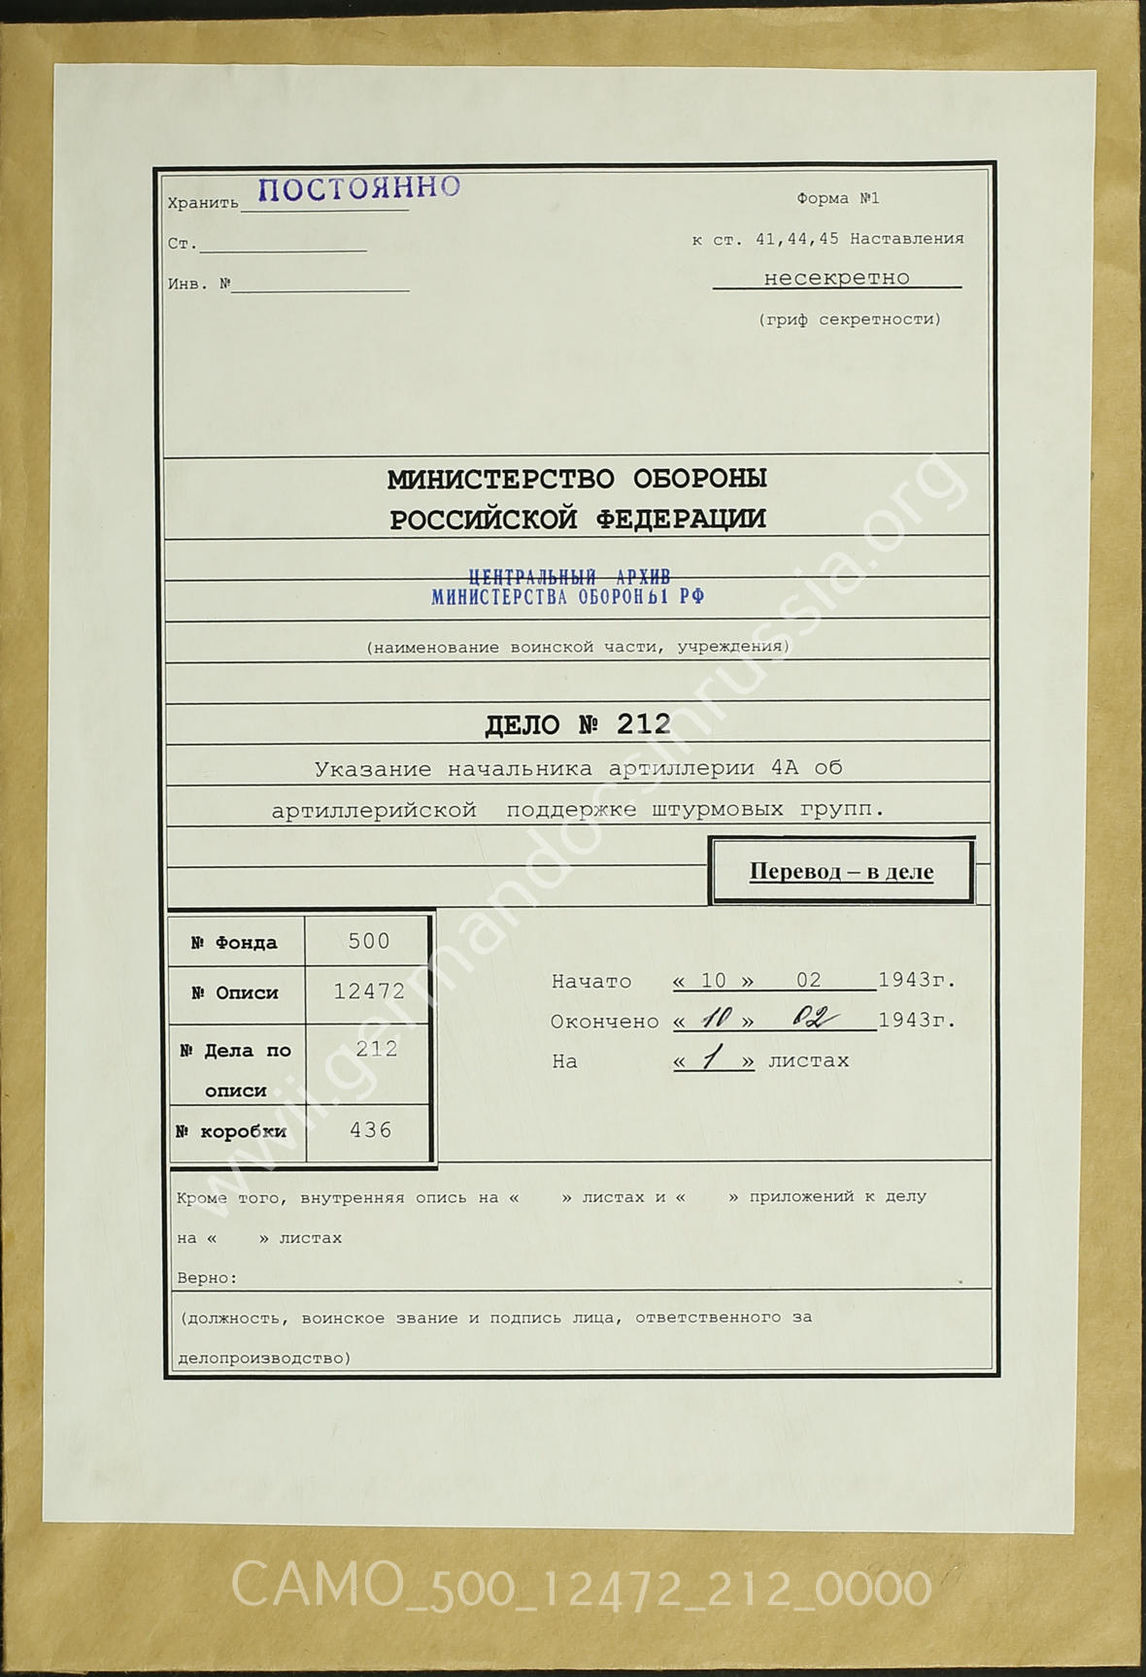 Хранить ПОСТОЯННО
Форма №1
Ст.
к ст. 41,44,45 Наставления
Инв. №
несекретно
(гриф секретности)
МИНИСТЕРСТВО ОБОРОНЫ
РОССИЙСКОЙ ФЕДЕРАЦИИ
ЦЕНТРАЛЬНЫЙ АРХИВ
МИНИСТЕРСТВА ОБОРОНЫ РФ
(наименование воинской части, учреждения)
ДЕЛО № 212
Указание начальника артиллерии 4А об
артиллерийской поддержке штурмовых групп.
Перевод – в деле
№ Фонда 500
№ Описи 12472
№ Дела по описи 212
№ коробки 436
Начато « 10 » 02 1943г.
Окончено « 10 » 02 1943г.
На « 1 » листах
Кроме того, внутренняя опись на « » листах и « » приложений к делу
на « » листах
Верно:
(должность, воинское звание и подпись лица, ответственного за
делопроизводство)
www.germandocsinrussia.org
CAMO_500_12472_212_0000